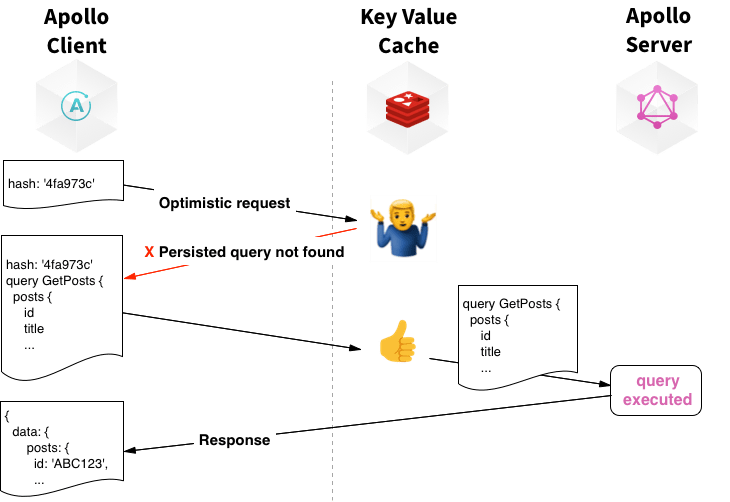 Apollo
Client
Key Value
Cache
Apollo
Server
A
hash: '4fa973c'
Optimistic request
X Persisted query not found
hash: '4fa973c'
query GetPosts {
posts {
id
title
...
query GetPosts {
posts {
id
title
...
query
executed
{
data: {
posts: {
id: 'ABC123',
...
Response